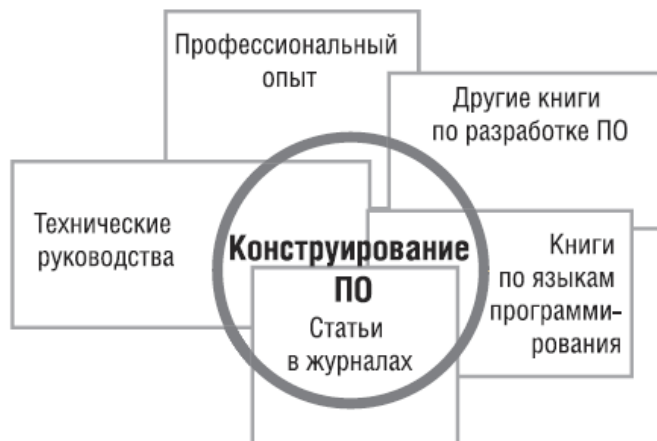 Профессиональный
опыт
Другие книги
по разработке ПО
Технические
руководства
Конструирование
ПО
Книги
по языкам
программи-
рования
Статьи
в журналах